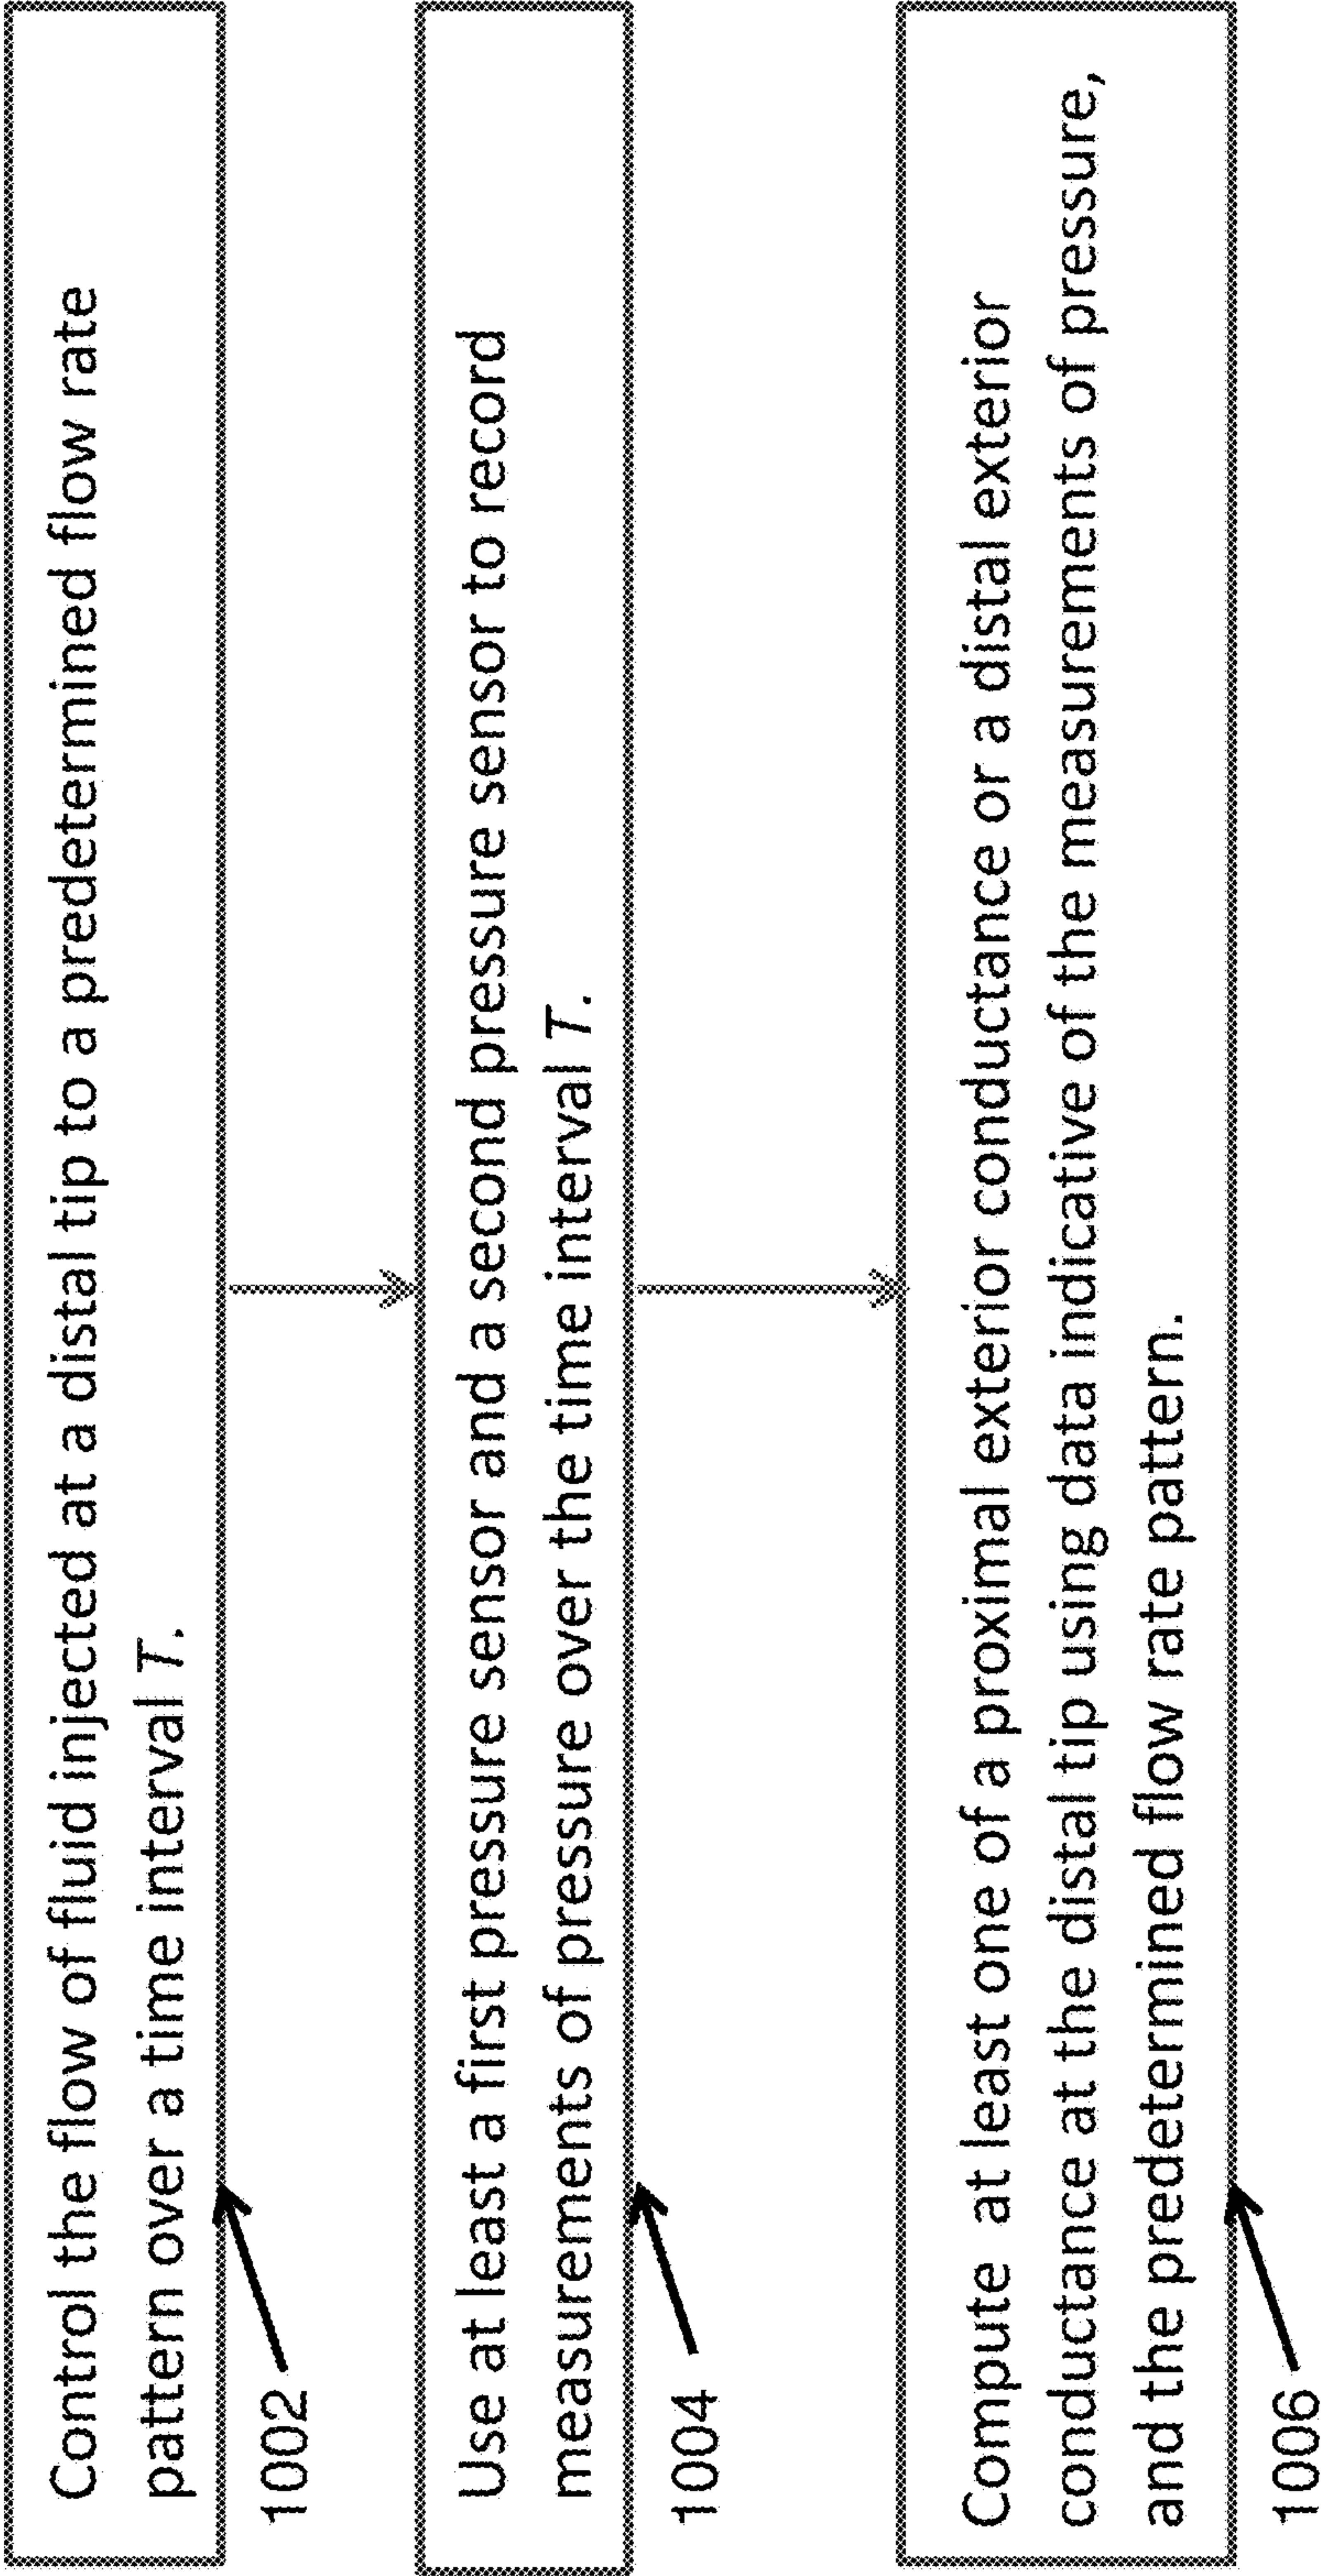 Control the flow of fluid injected at a distal tip to a predetermined flow rate
pattern over a time interval T.
1002
Use at least a first pressure sensor and a second pressure sensor to record
measurements of pressure over the time interval T.
1004
Compute at least one of a proximal exterior conductance or a distal exterior
conductance at the distal tip using data indicative of the measurements of pressure,
and the predetermined flow rate pattern.
1006